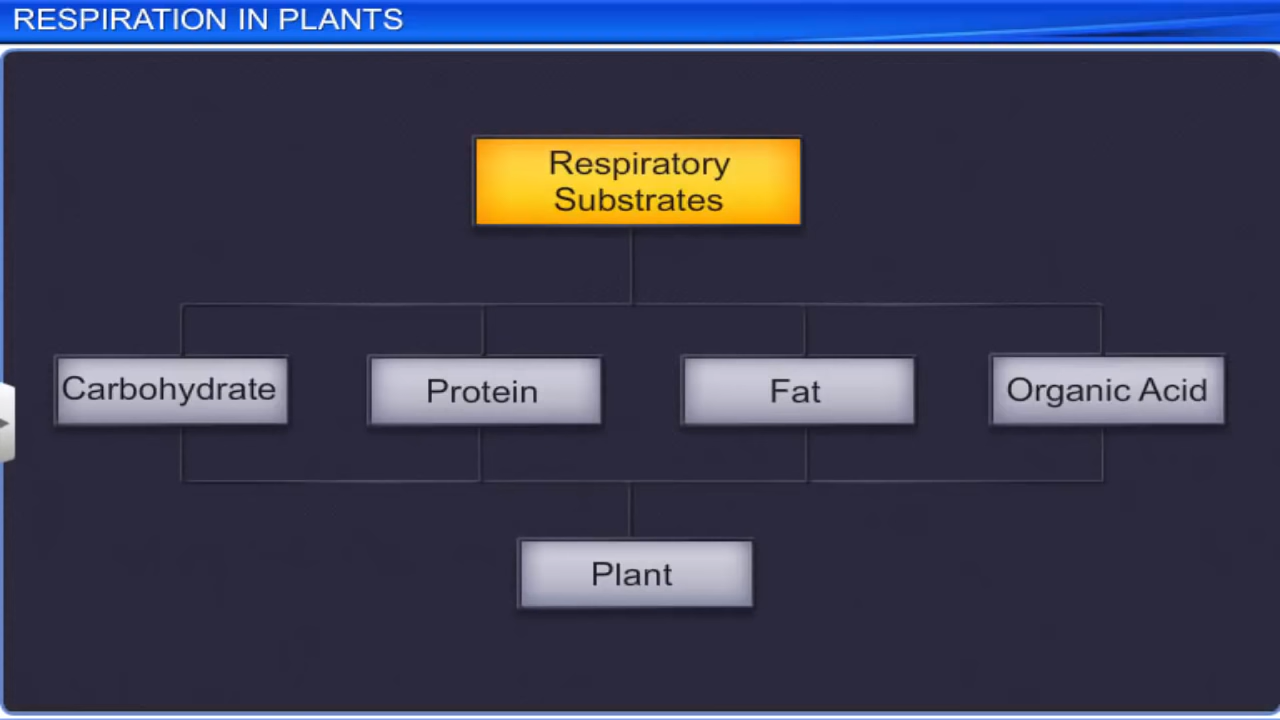 RESPIRATION IN PLANTS
Respiratory
Substrates
Carbohydrate
Protein
Fat
Organic Acid
Plant